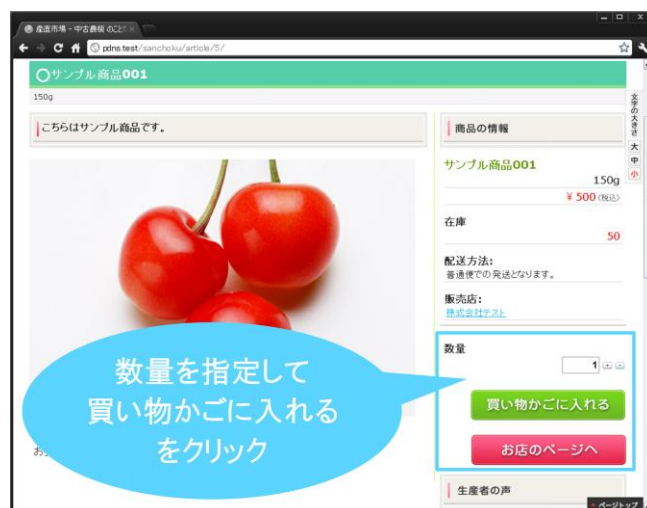 産直市場 - 中古農機 のことな
pdns.test/sanchoku/article/5/
サンプル商品001
150g
こちらはサンプル商品です。
商品の情報
文字の大きさ
大
中
小
サンプル商品001
150g
¥ 500 (税込)
在庫
50
配送方法:
普通便での発送となります。
販売店:
株式会社テスト
数量
1
数量を指定して
買い物かごに入れる
をクリック
買い物かごに入れる
お店のページへ
生産者の声
ページトップ